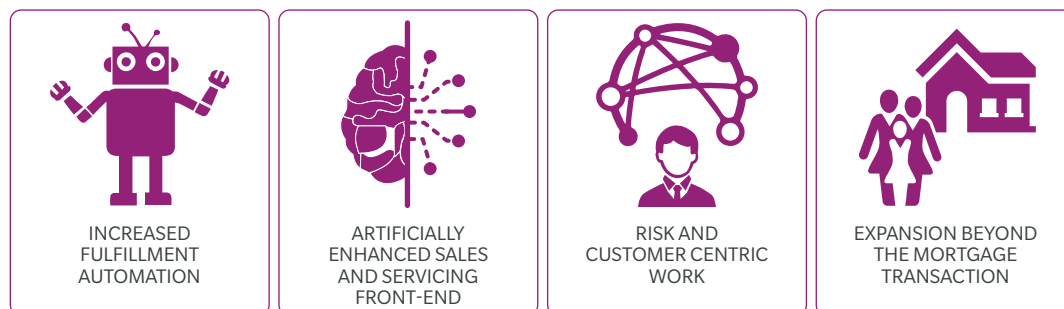 INCREASED
FULFILLMENT
AUTOMATION
ARTIFICIALLY
ENHANCED SALES
AND SERVICING
FRONT-END
RISK AND
CUSTOMER CENTRIC
WORK
EXPANSION BEYOND
THE MORTGAGE
TRANSACTION